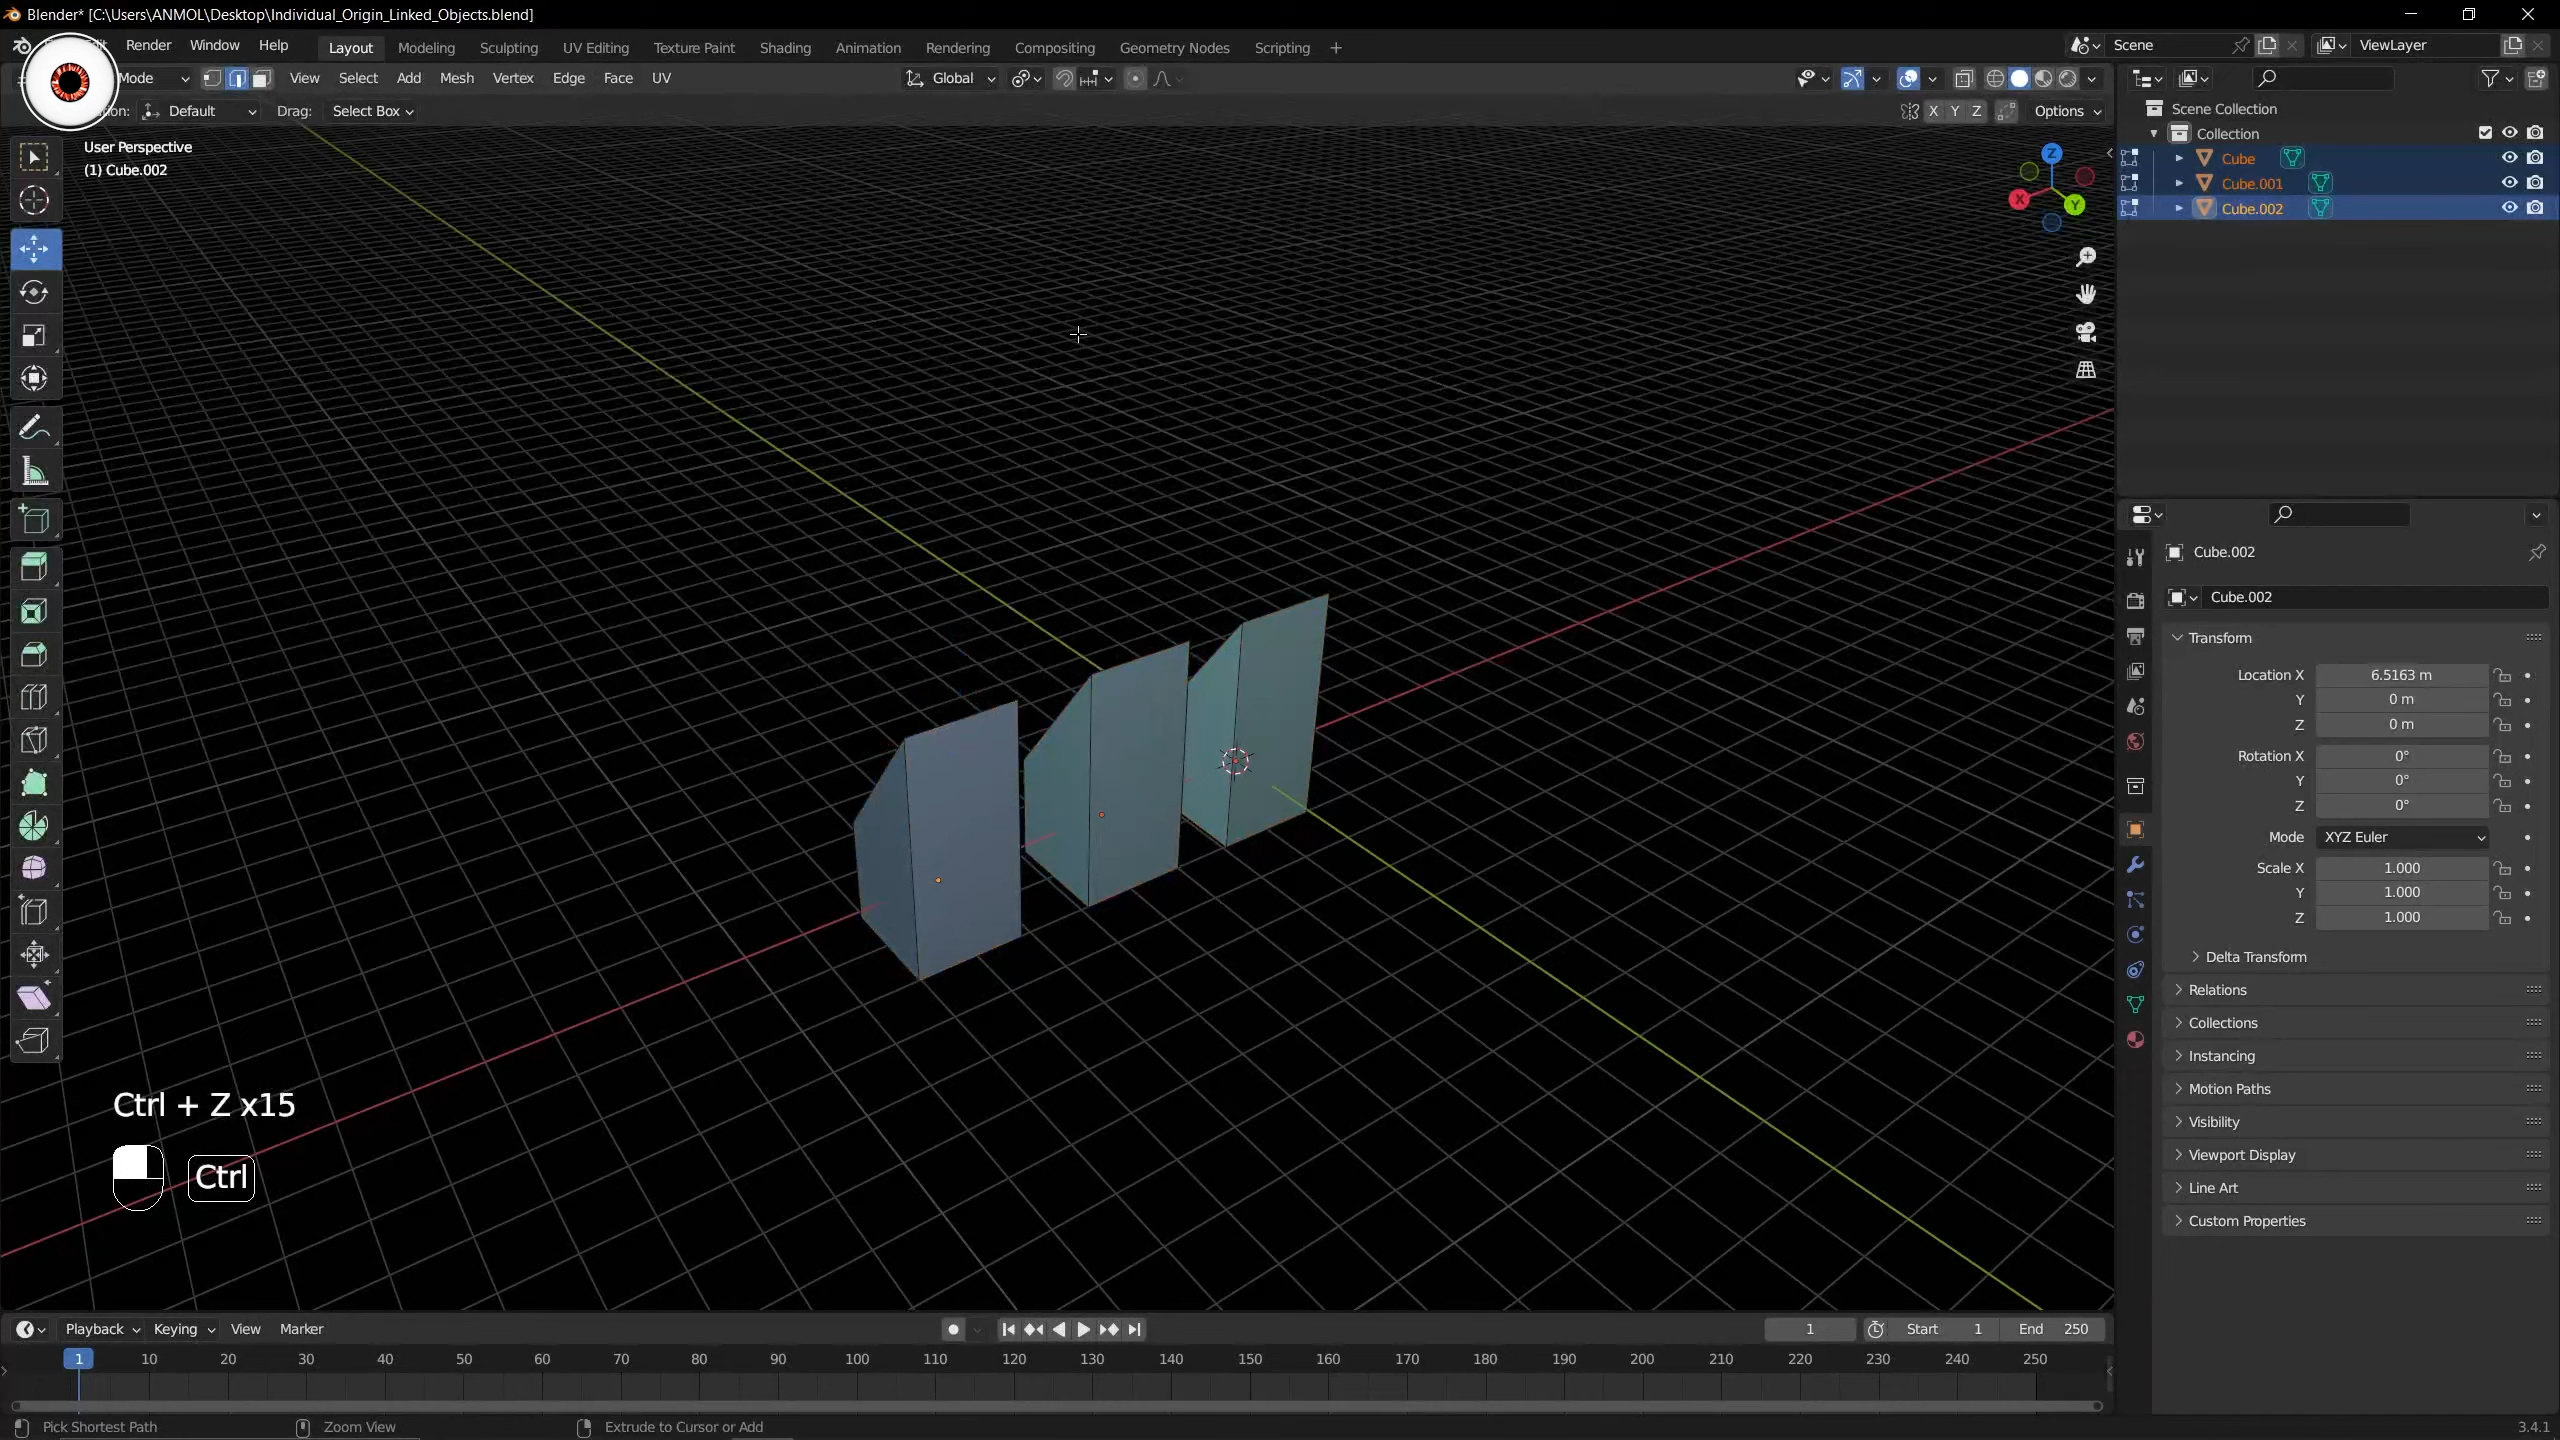 Blender* [C:\Users\ANMOL\Desktop\Individual_Origin_Linked_Objects.blend]
Render Window Help Layout Modeling Sculpting UV Editing Texture Paint Shading Animation Rendering Compositing Geometry Nodes Scripting + Scene ViewLayer
Mode View Select Add Mesh Vertex Edge Face UV Global
Default Drag: Select Box X Y Z Options
User Perspective
(1) Cube.002
Z
X
Y
Scene Collection
Collection
Cube
Cube.001
Cube.002
Cube.002
Cube.002
Transform
Location X 6.5163 m
Y 0 m
Z 0 m
Rotation X 0°
Y 0°
Z 0°
Mode XYZ Euler
Scale X 1.000
Y 1.000
Z 1.000
Delta Transform
Relations
Collections
Instancing
Motion Paths
Visibility
Viewport Display
Line Art
Custom Properties
Ctrl + Z x15
Ctrl
Playback Keying View Marker 1 Start 1 End 250
1 10 20 30 40 50 60 70 80 90 100 110 120 130 140 150 160 170 180 190 200 210 220 230 240 250
Pick Shortest Path Zoom View Extrude to Cursor or Add 3.4.1